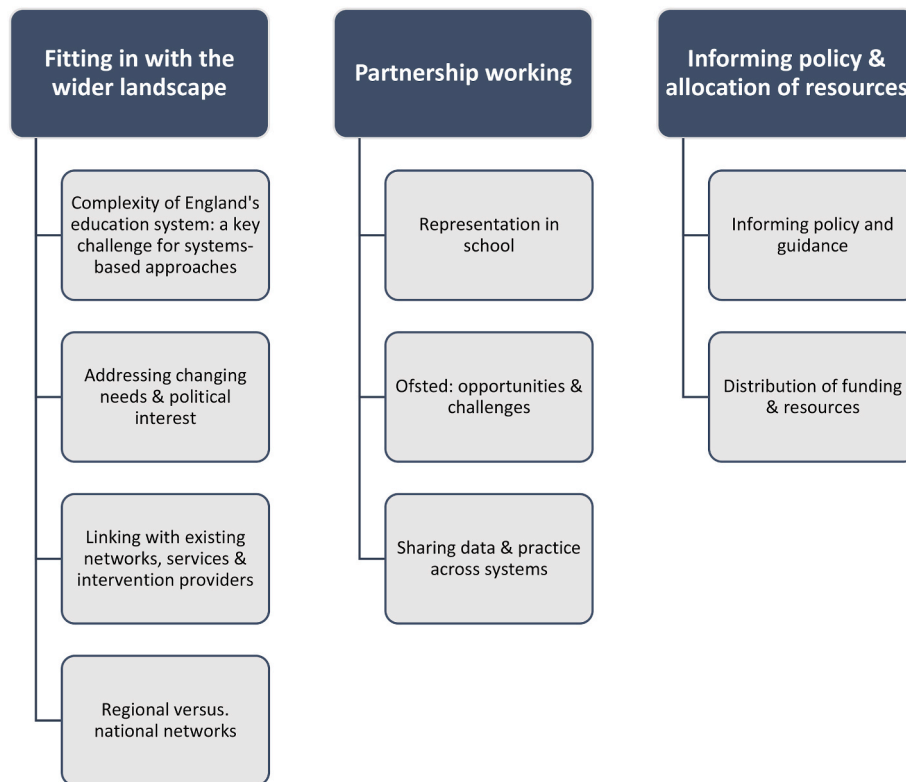 Fitting in with the
wider landscape
Complexity of England's
education system: a key
challenge for systems-
based approaches
Addressing changing
needs & political
interest
Linking with existing
networks, services &
intervention providers
Regional versus.
national networks
Partnership working
Representation in
school
Ofsted: opportunities &
challenges
Sharing data & practice
across systems
Informing policy &
allocation of resources
Informing policy and
guidance
Distribution of funding
& resources